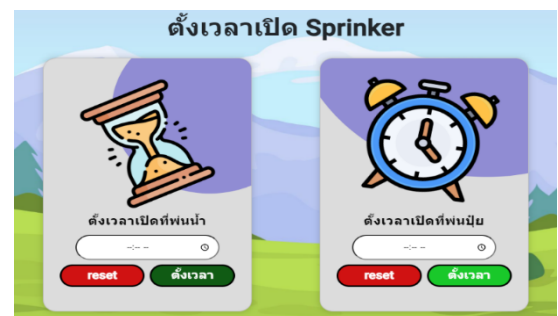 ตั้งเวลาเปิด Sprinker
ตั้งเวลาเปิดที่พ่นน้ำ
--:-- --
reset ตั้งเวลา
ตั้งเวลาเปิดที่พ่นปุ๋ย
--:-- --
reset ตั้งเวลา